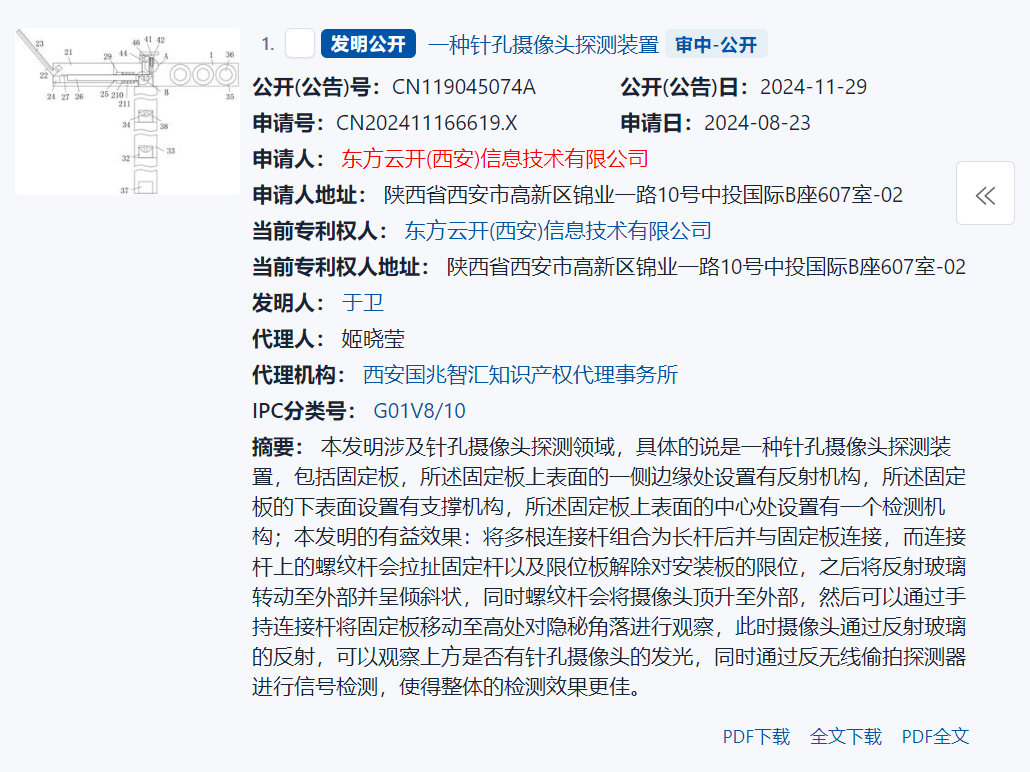 1. 发明公开 一种针孔摄像头探测装置 审中-公开
公开(公告)号： CN119045074A 公开(公告)日： 2024-11-29
申请号： CN202411166619.X 申请日： 2024-08-23
申请人： 东方云开(西安)信息技术有限公司
申请人地址： 陕西省西安市高新区锦业一路10号中投国际B座607室-02
当前专利权人： 东方云开(西安)信息技术有限公司
当前专利权人地址： 陕西省西安市高新区锦业一路10号中投国际B座607室-02
发明人： 于卫
代理人： 姬晓莹
代理机构： 西安国兆智汇知识产权代理事务所
IPC分类号： G01V8/10
摘要： 本发明涉及针孔摄像头探测领域，具体的说是一种针孔摄像头探测装
置，包括固定板，所述固定板上表面的一侧边缘处设置有反射机构，所述固定
板的下表面设置有支撑机构，所述固定板上表面的中心处设置有一个检测机
构；本发明的有益效果：将多根连接杆组合为长杆后并与固定板连接，而连接
杆上的螺纹杆会拉扯固定杆以及限位板解除对安装板的限位，之后将反射玻璃
转动至外部并呈倾斜状，同时螺纹杆会将摄像头顶升至外部，然后可以通过手
持连接杆将固定板移动至高处对隐秘角落进行观察，此时摄像头通过反射玻璃
的反射，可以观察上方是否有针孔摄像头的发光，同时通过反无线偷拍探测器
进行信号检测，使得整体的检测效果更佳。
PDF下载 全文下载 PDF全文
23
21
29
44
46
41
42
A
1
36
22
24
27
26
25
210
211
B
35
34
38
32
33
37